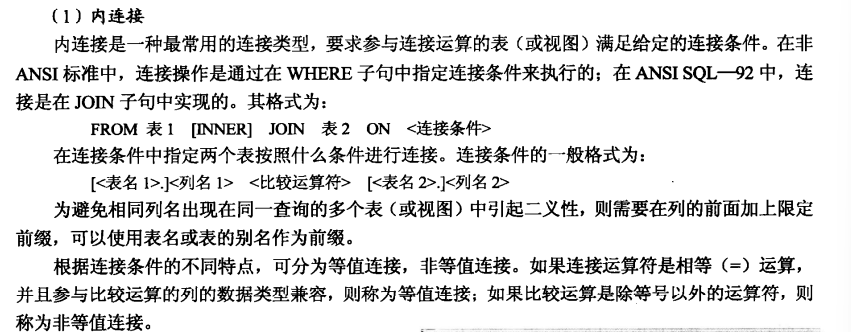 （1）内连接
内连接是一种最常用的连接类型，要求参与连接运算的表（或视图）满足给定的连接条件。在非
ANSI 标准中，连接操作是通过在 WHERE 子句中指定连接条件来执行的；在 ANSI SQL—92 中，连
接是在 JOIN 子句中实现的。其格式为：
FROM 表 1 [INNER] JOIN 表 2 ON <连接条件>
在连接条件中指定两个表按照什么条件进行连接。连接条件的一般格式为：
[<表名 1>.]<列名 1> <比较运算符> [<表名 2>.]<列名 2>
为避免相同列名出现在同一查询的多个表（或视图）中引起二义性，则需要在列的前面加上限定
前缀，可以使用表名或表的别名作为前缀。
根据连接条件的不同特点，可分为等值连接，非等值连接。如果连接运算符是相等（=）运算，
并且参与比较运算的列的数据类型兼容，则称为等值连接；如果比较运算是除等号以外的运算符，则
称为非等值连接。